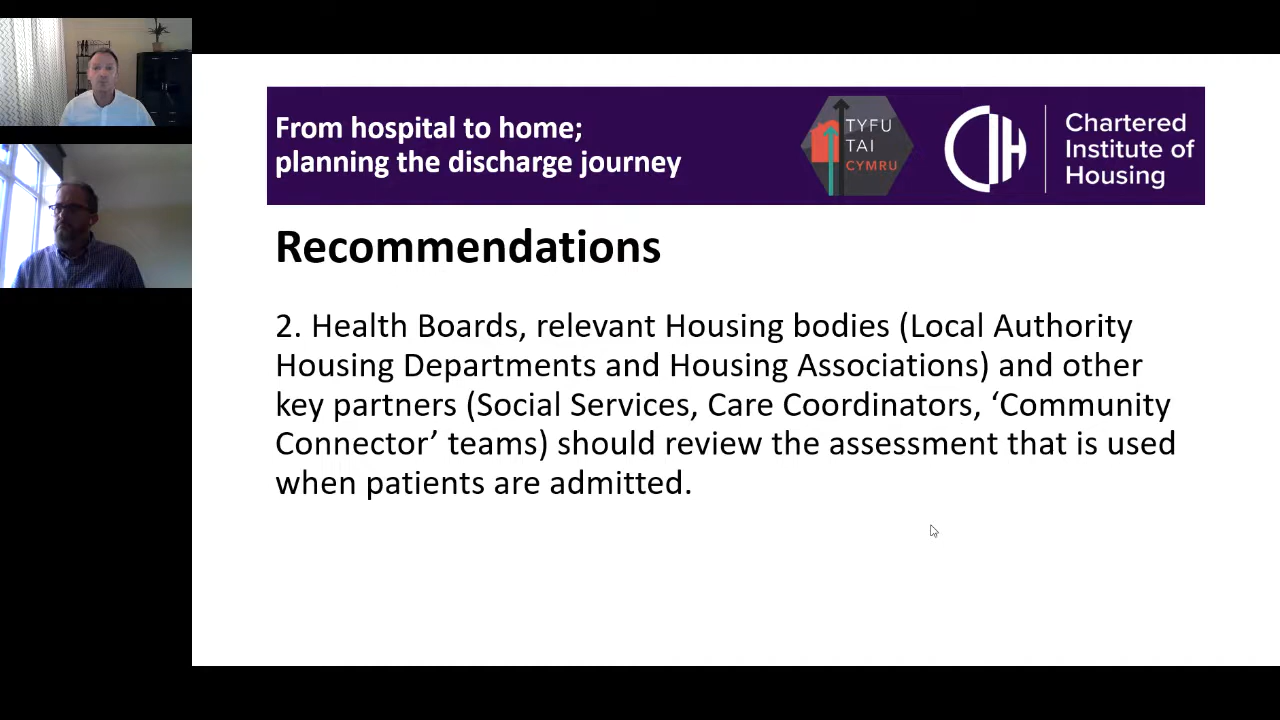 From hospital to home;
planning the discharge journey
TYFU
TAI
CYMRU
CIH
Chartered
Institute of
Housing
Recommendations
2. Health Boards, relevant Housing bodies (Local Authority
Housing Departments and Housing Associations) and other
key partners (Social Services, Care Coordinators, ‘Community
Connector’ teams) should review the assessment that is used
when patients are admitted.